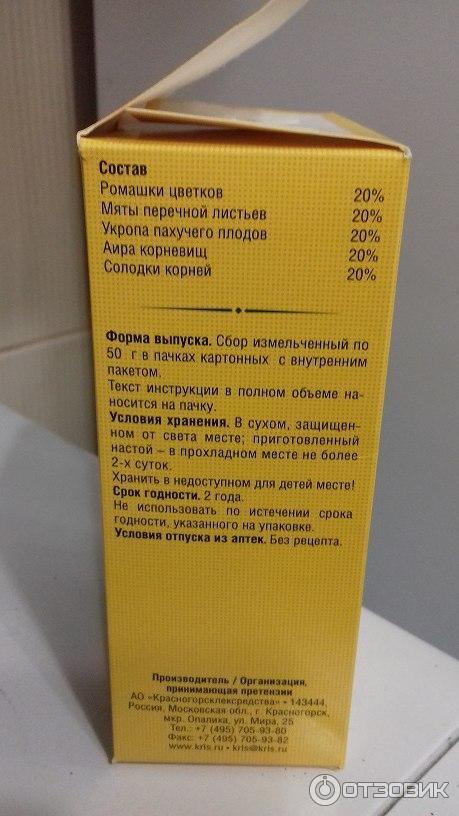 Состав
Ромашки цветков 20%
Мяты перечной листьев 20%
Укропа пахучего плодов 20%
Аира корневищ 20%
Солодки корней 20%
Форма выпуска. Сбор измельченный по
50 г в пачках картонных с внутренним
пакетом.
Текст инструкции в полном объеме на-
носится на пачку.
Условия хранения. В сухом, защищен-
ном от света месте; приготовленный
настой – в прохладном месте не более
2-х суток.
Хранить в недоступном для детей месте!
Срок годности. 2 года.
Не использовать по истечении срока
годности, указанного на упаковке.
Условия отпуска из аптек. Без рецепта.
Производитель / Организация,
принимающая претензии
АО «Красногорсклексредства» • 143444,
Россия, Московская обл., г. Красногорск,
мкр. Опалиха, ул. Мира, 25
Тел.: +7 (495) 705-93-80
Факс: +7 (495) 705-93-82
www.kris.ru • kris@kris.ru
ОТЗОВИК